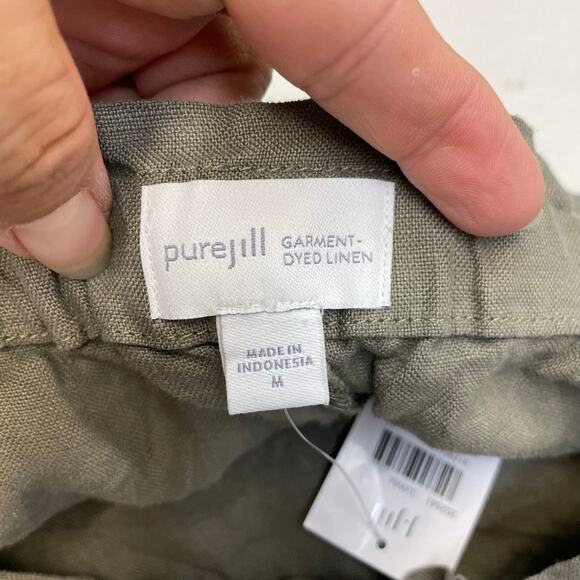 purejill
GARMENT-
DYED LINEN
MADE IN
INDONESIA
M